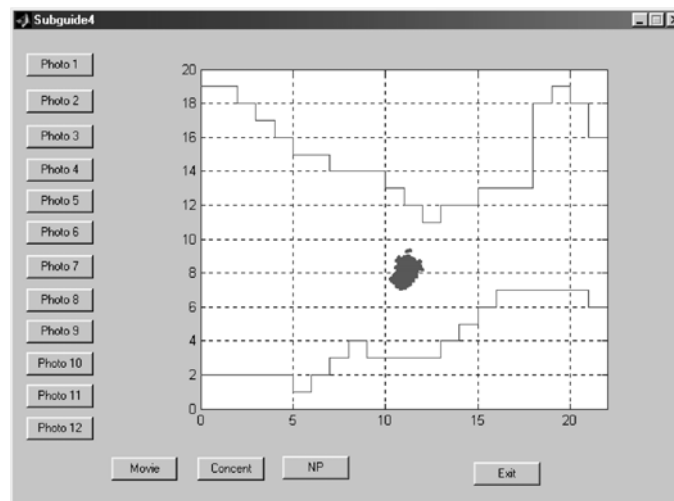 Subguide4
Photo 1
Photo 2
Photo 3
Photo 4
Photo 5
Photo 6
Photo 7
Photo 8
Photo 9
Photo 10
Photo 11
Photo 12
20
18
16
14
12
10
8
6
4
2
0
0 5 10 15 20
Movie Concent NP Exit